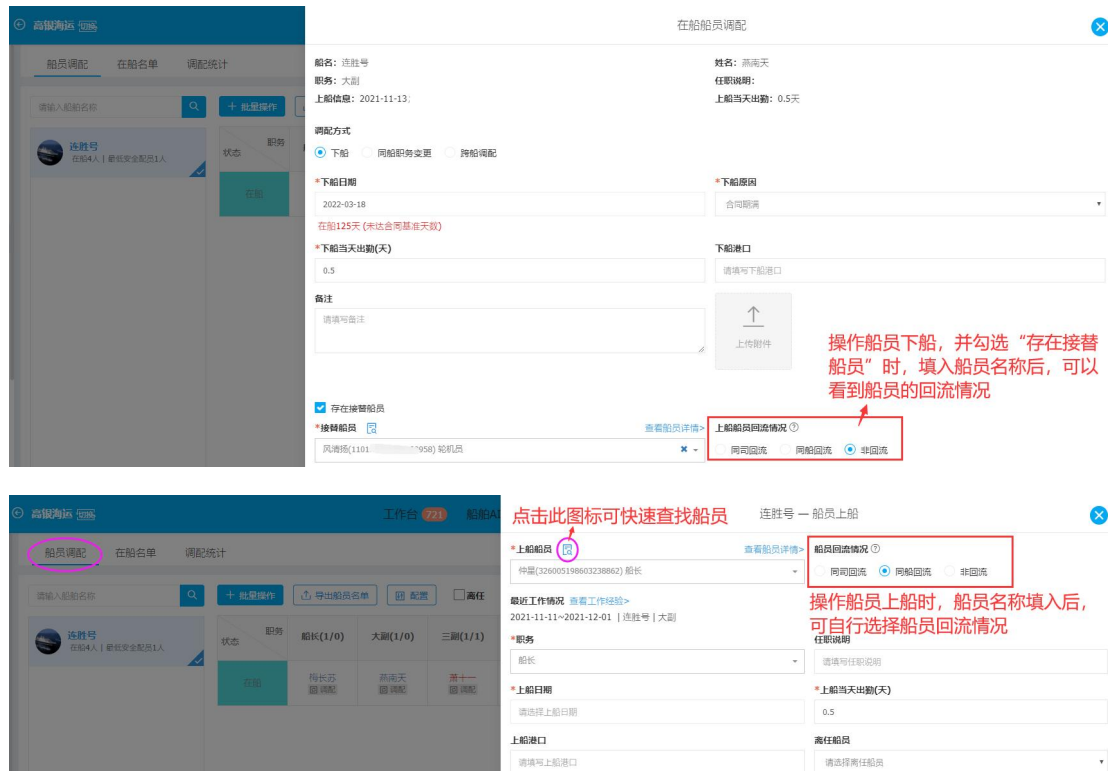 高银海运 切换
在船船员调配
船员调配 在船名单 调配统计
请输入船舶名称
批量操作
连胜号
在船4人 | 最低安全配员1人
职务
状态
在船
船名: 连胜号
姓名: 燕南天
职务: 大副
任职说明:
上船信息: 2021-11-13
上船当天出勤: 0.5天
调配方式
下船 同船职务变更 跨船调配
*下船日期
*下船原因
2022-03-18
合同期满
在船125天 (未达合同基准天数)
*下船当天出勤(天)
下船港口
0.5
请填写下船港口
备注
请填写备注
上传附件
操作船员下船，并勾选“存在接替
船员”时，填入船员名称后，可以
看到船员的回流情况
存在接替船员
*接替船员 查看船员详情>
上船船员回流情况
风清扬(1101 0958) 轮机员
同司回流 同船回流 非回流
高银海运 切换
工作台 721 船舶AI
点击此图标可快速查找船员
连胜号 — 船员上船
船员调配 在船名单 调配统计
请输入船舶名称
批量操作 导出船员名单 配置 离任
连胜号
在船4人 | 最低安全配员1人
职务
状态
船长(1/0) 大副(1/0) 三副(1/1)
在船
梅长苏 燕南天 萧十一
调配 调配 调配
*上船船员 查看船员详情>
船员回流情况
仲量(326005198603238862) 船长
同司回流 同船回流 非回流
最近工作情况 查看工作经验>
2021-11-11~2021-12-01 | 连胜号 | 大副
操作船员上船时，船员名称填入后，
可自行选择船员回流情况
*职务
任职说明
船长
请填写任职说明
*上船日期
*上船当天出勤(天)
请选择上船日期
0.5
上船港口
离任船员
请填写上船港口
请选择离任船员